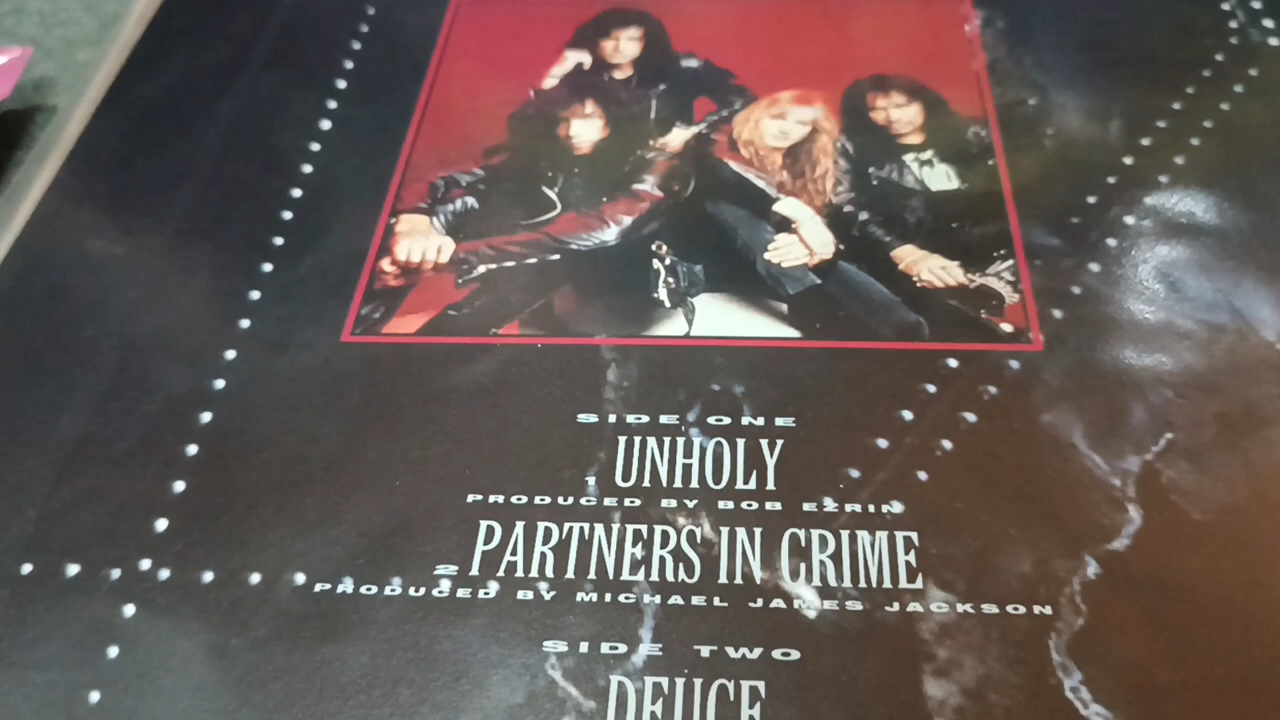 SIDE ONE
1 UNHOLY
PRODUCED BY BOB EZRIN
2 PARTNERS IN CRIME
PRODUCED BY MICHAEL JAMES JACKSON
SIDE TWO
DEUCE